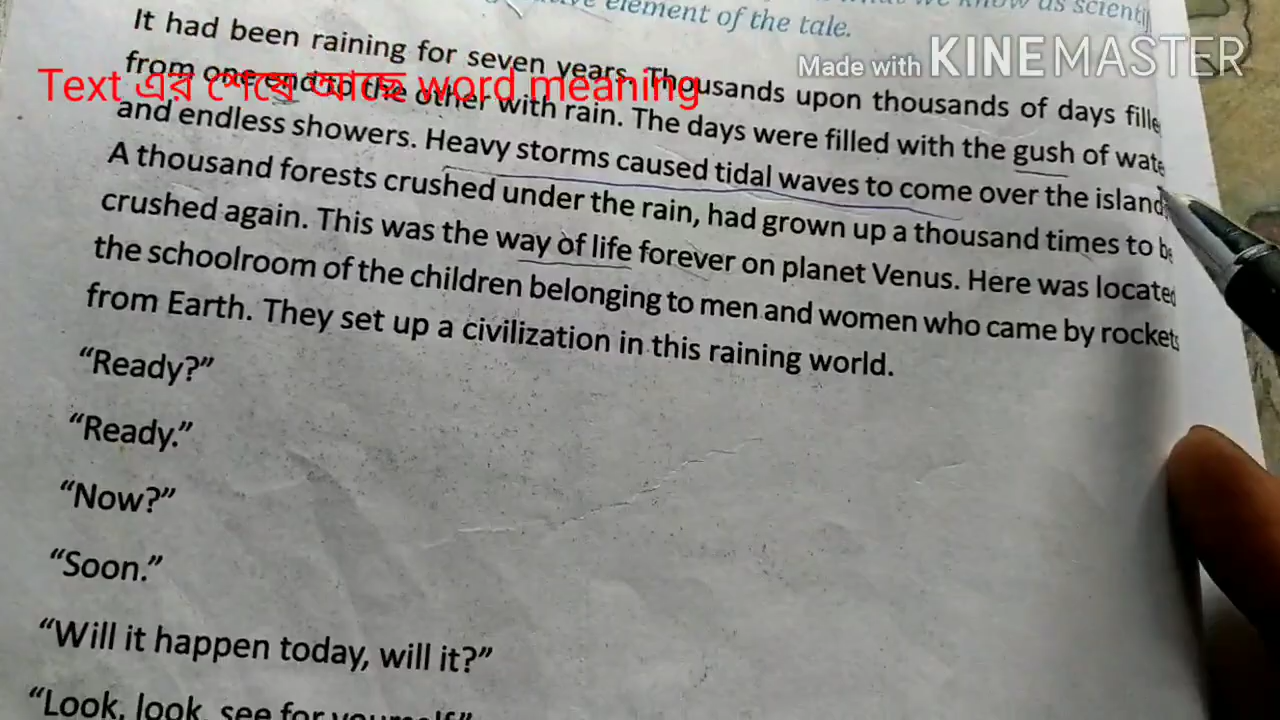 element of the tale.
It had been raining for seven years. Thousands upon thousands of days fille
Made with KINEMASTER
Text এর শেষে আছে word meaning
from one end to the other with rain. The days were filled with the gush of wate
and endless showers. Heavy storms caused tidal waves to come over the island
A thousand forests crushed under the rain, had grown up a thousand times to be
crushed again. This was the way of life forever on planet Venus. Here was located
the schoolroom of the children belonging to men and women who came by rockets
from Earth. They set up a civilization in this raining world.
“Ready?”
“Ready.”
“Now?”
“Soon.”
“Will it happen today, will it?”
“Look, look, see for yourself”